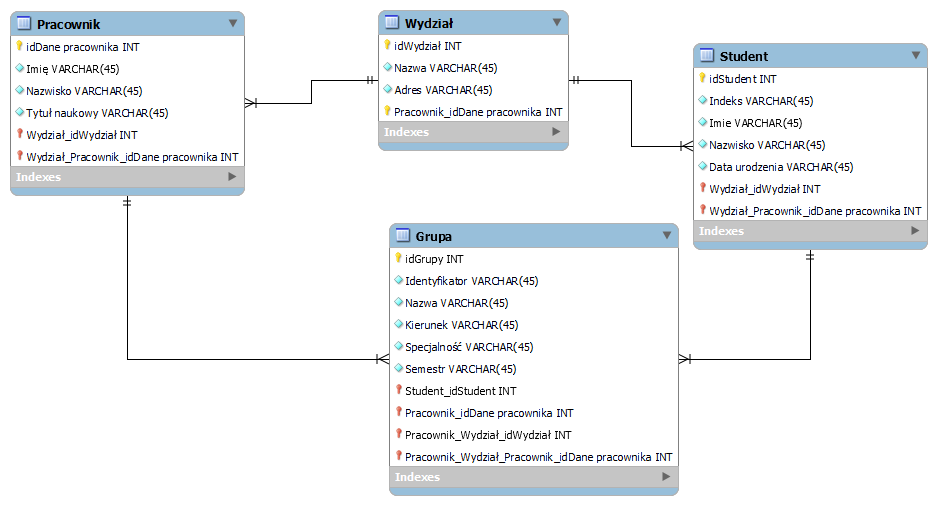 Pracownik
idDane pracownika INT
Imię VARCHAR(45)
Nazwisko VARCHAR(45)
Tytuł naukowy VARCHAR(45)
Wydział_idWydział INT
Wydział_Pracownik_idDane pracownika INT
Indexes
Wydział
idWydział INT
Nazwa VARCHAR(45)
Adres VARCHAR(45)
Pracownik_idDane pracownika INT
Indexes
Student
idStudent INT
Indeks VARCHAR(45)
Imie VARCHAR(45)
Nazwisko VARCHAR(45)
Data urodzenia VARCHAR(45)
Wydział_idWydział INT
Wydział_Pracownik_idDane pracownika INT
Indexes
Grupa
idGrupy INT
Identyfikator VARCHAR(45)
Nazwa VARCHAR(45)
Kierunek VARCHAR(45)
Specjalność VARCHAR(45)
Semestr VARCHAR(45)
Student_idStudent INT
Pracownik_idDane pracownika INT
Pracownik_Wydział_idWydział INT
Pracownik_Wydział_Pracownik_idDane pracownika INT
Indexes